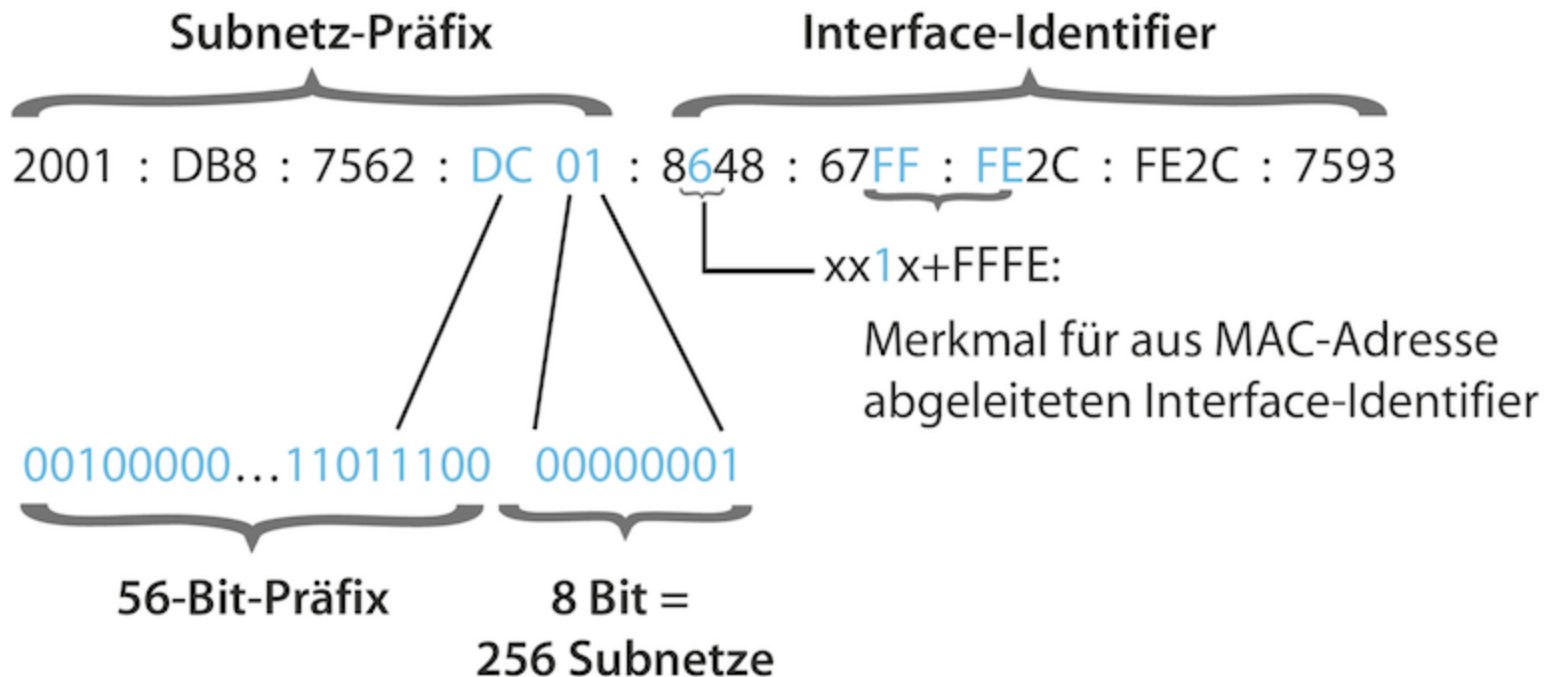 Subnetz-Präfix Interface-Identifier
2001 : DB8 : 7562 : DC 01 : 8648 : 67FF : FE2C : FE2C : 7593
xx1x+FFFE:
Merkmal für aus MAC-Adresse
abgeleiteten Interface-Identifier
00100000...11011100 00000001
56-Bit-Präfix 8 Bit =
256 Subnetze